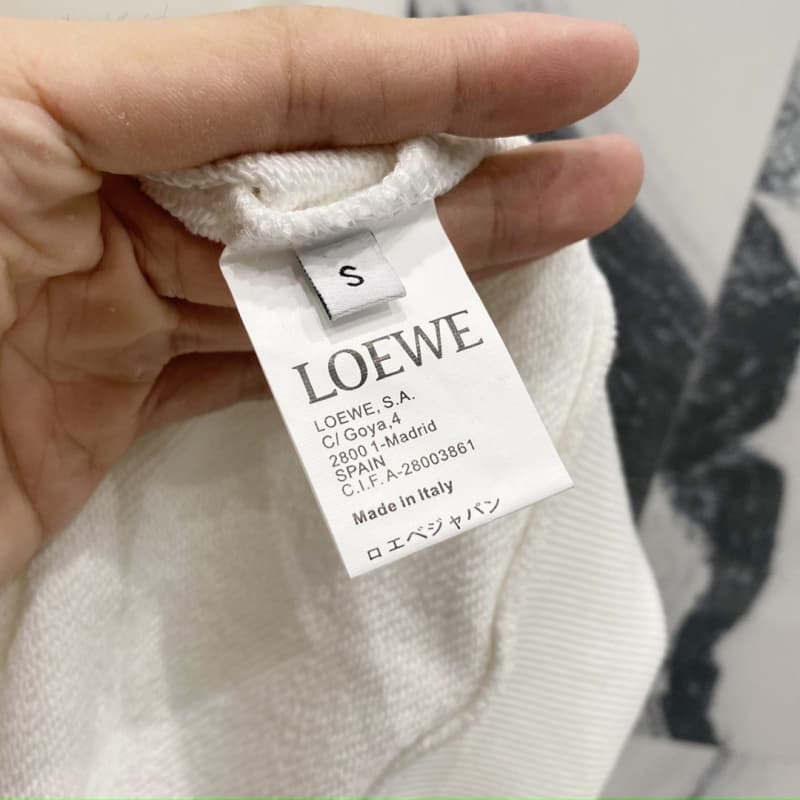 S
LOEWE
LOEWE, S.A.
C/ Goya,4
2800 1-Madrid
SPAIN
C.I.F. A-28003861
Made in Italy
ロエベジャパン